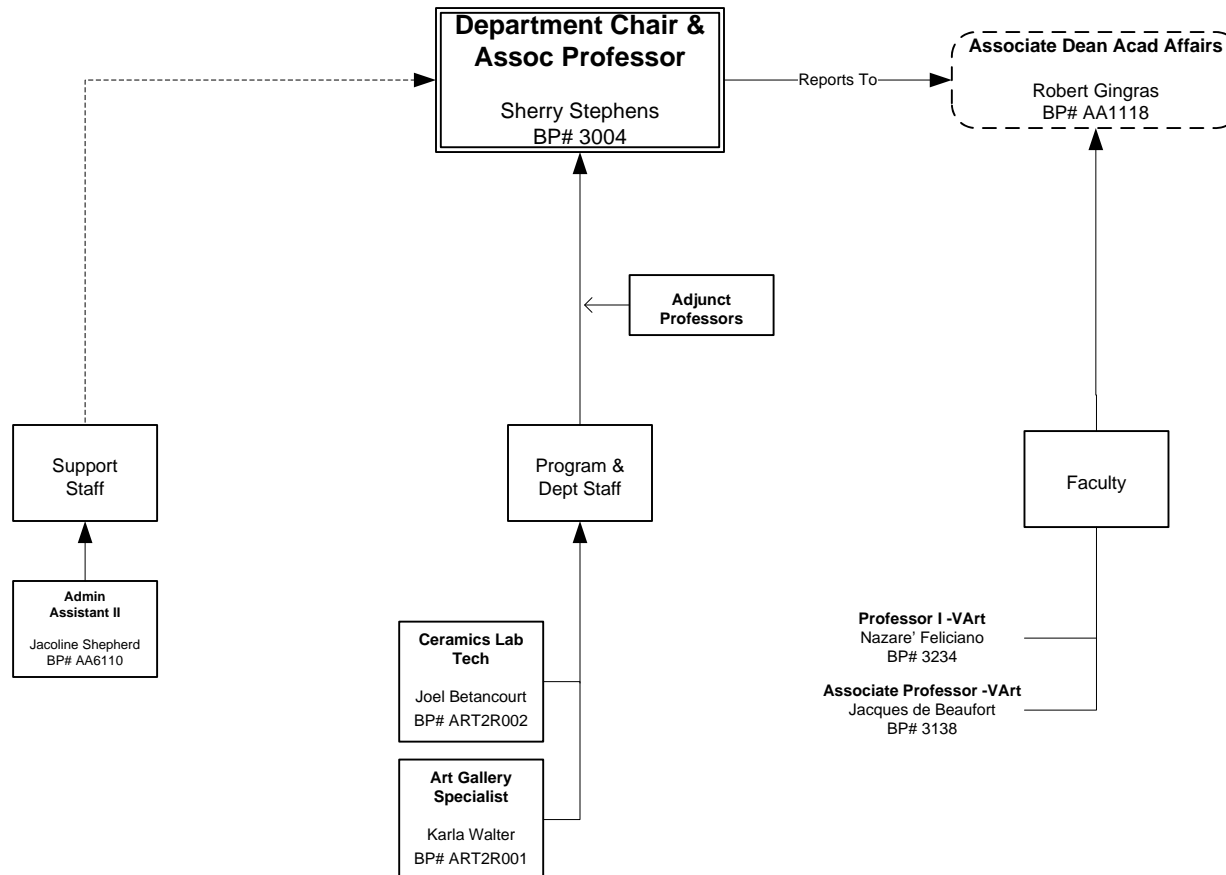 Department Chair &
Assoc Professor
Sherry Stephens
BP# 3004
Reports To
Associate Dean Acad Affairs
Robert Gingras
BP# AA1118
Adjunct
Professors
Support
Staff
Program &
Dept Staff
Faculty
Admin
Assistant II
Jacoline Shepherd
BP# AA6110
Ceramics Lab
Tech
Joel Betancourt
BP# ART2R002
Art Gallery
Specialist
Karla Walter
BP# ART2R001
Professor I -VArt
Nazare’ Feliciano
BP# 3234
Associate Professor -VArt
Jacques de Beaufort
BP# 3138